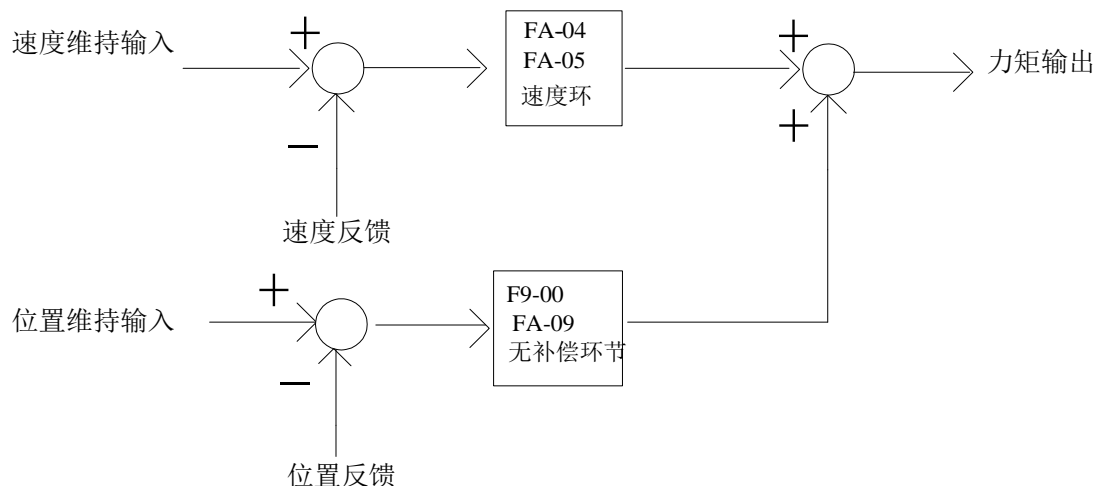 速度维持输入
+
FA-04
FA-05
速度环
+
力矩输出
−
+
速度反馈
+
位置维持输入
F9-00
FA-09
无补偿环节
−
位置反馈